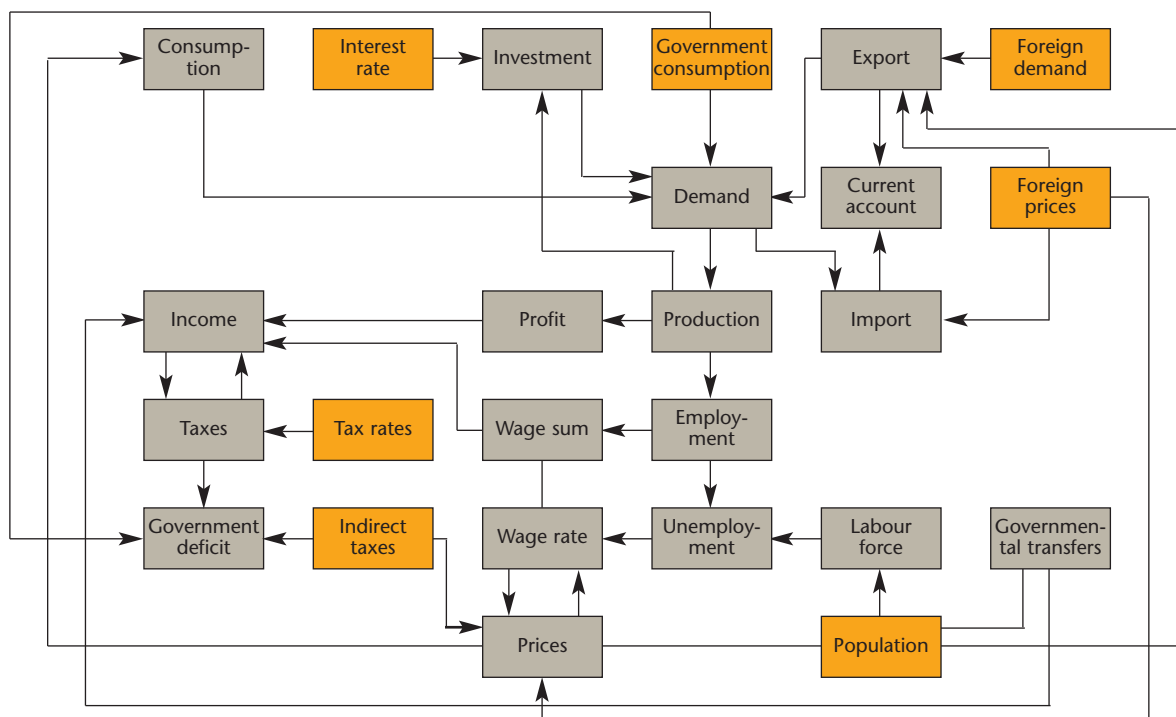 Consump-
tion
Interest
rate
Investment
Government
consumption
Export
Foreign
demand
Demand
Current
account
Foreign
prices
Income
Profit
Production
Import
Taxes
Tax rates
Wage sum
Employ-
ment
Government
deficit
Indirect
taxes
Wage rate
Unemploy-
ment
Labour
force
Governmen-
tal transfers
Prices
Population